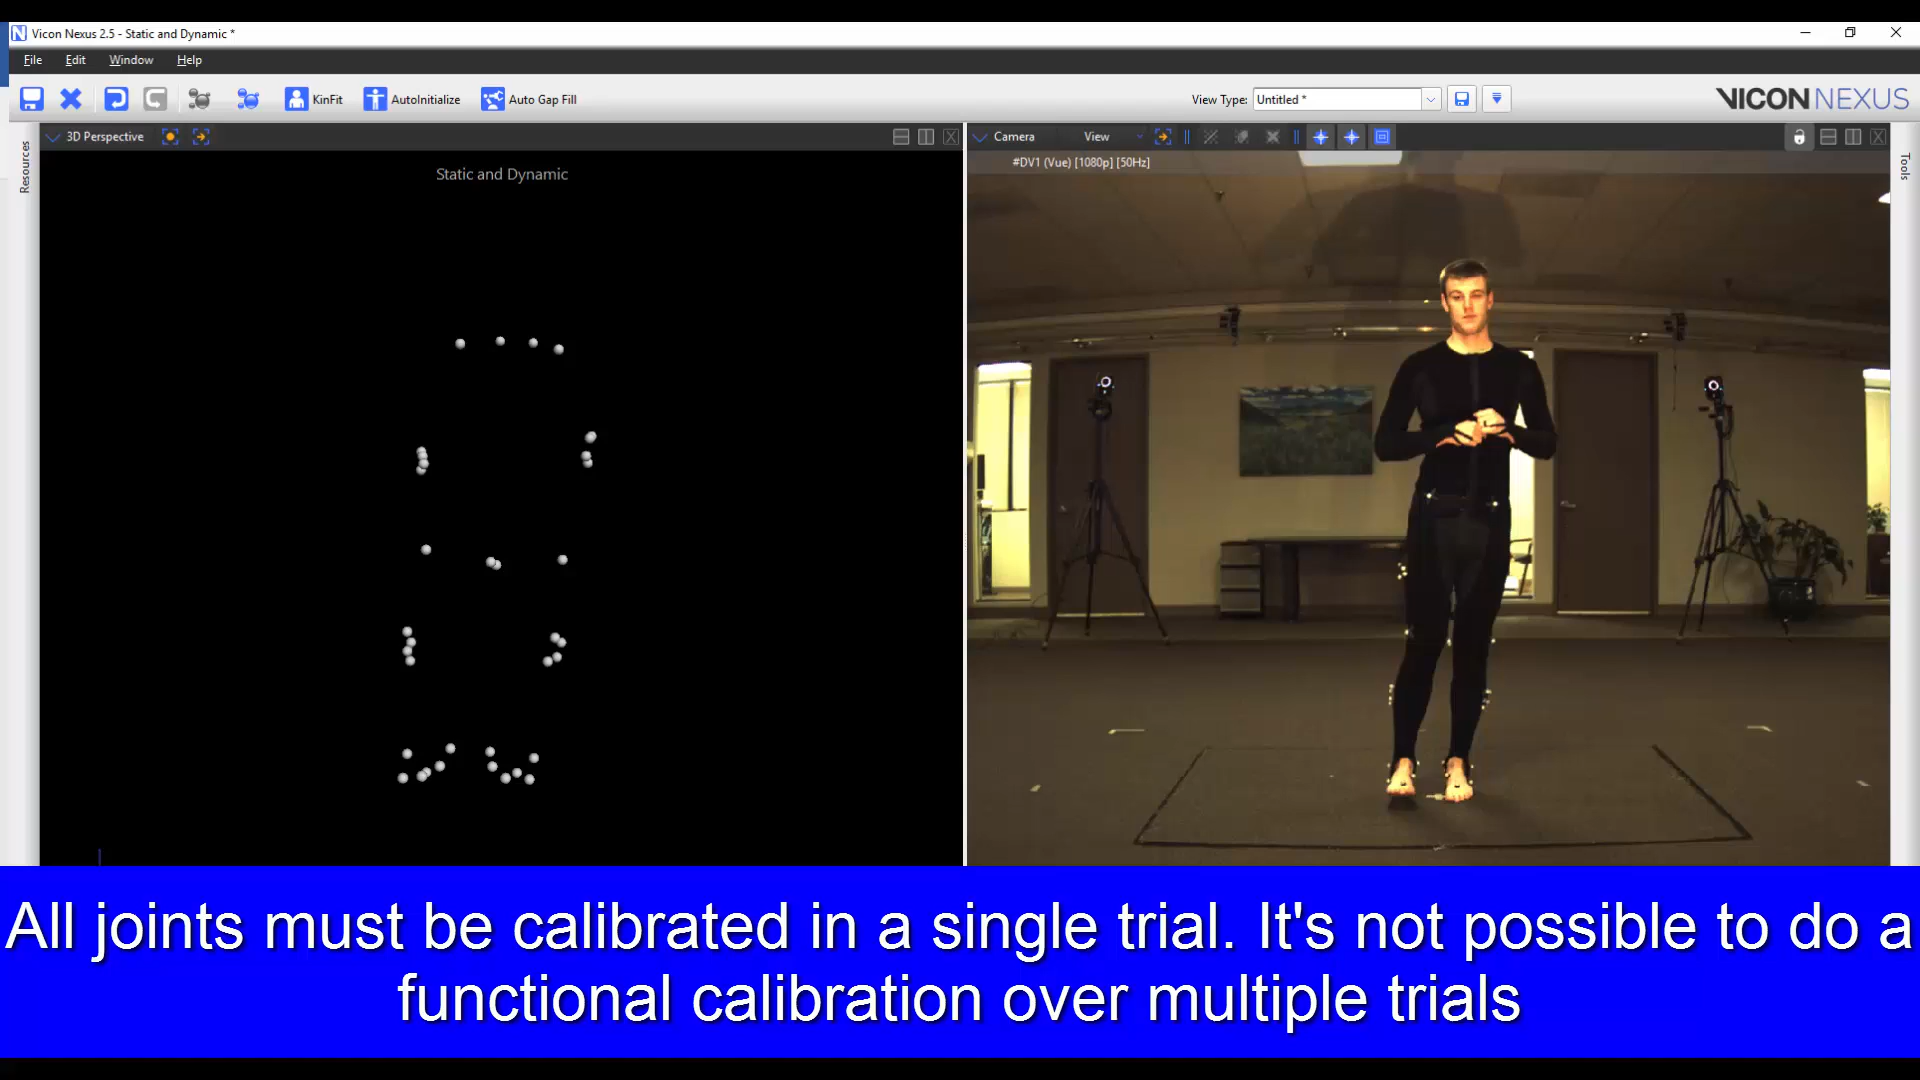 Vicon Nexus 2.5 - Static and Dynamic *
File Edit Window Help
KinFit AutoInitialize Auto Gap Fill View Type: Untitled * VICON NEXUS
Resources
3D Perspective
Static and Dynamic
Camera View
#DV1 (Vue) [1080p] [50Hz]
Tools
All joints must be calibrated in a single trial. It's not possible to do a
functional calibration over multiple trials